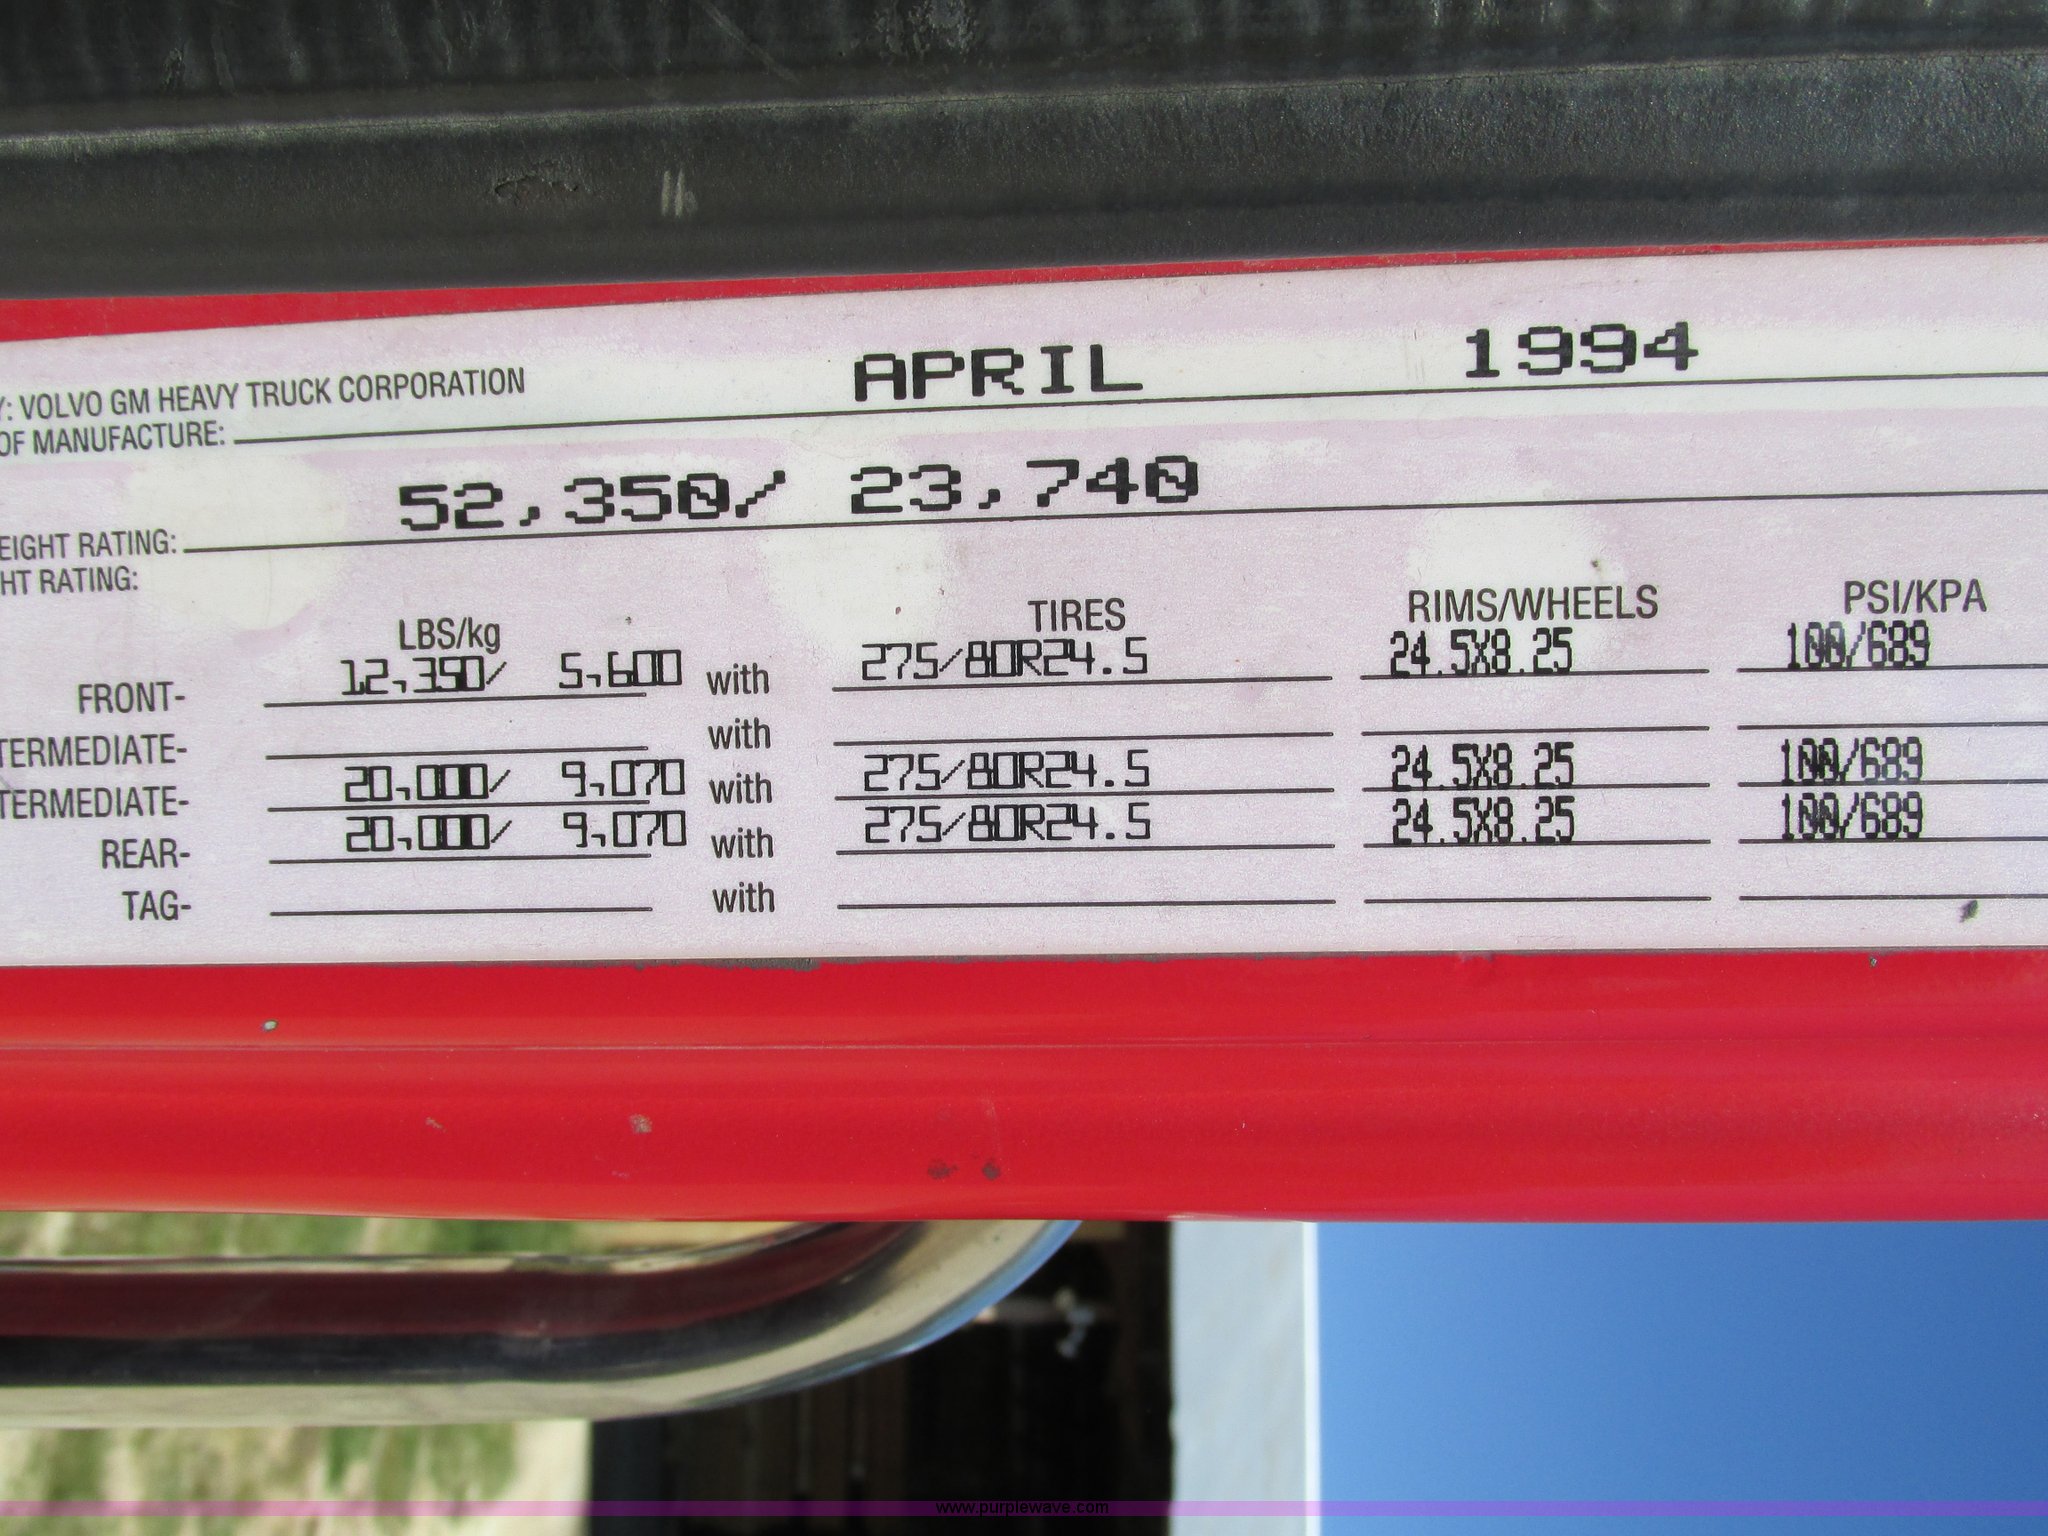 Y: VOLVO GM HEAVY TRUCK CORPORATION
OF MANUFACTURE: APRIL 1994
EIGHT RATING: 52,350/ 23,740
HT RATING:
LBS/kg TIRES RIMS/WHEELS PSI/KPA
FRONT- 12,350/ 5,600 with 275/80R24.5 24.5X8.25 100/689
TERMEDIATE- with
TERMEDIATE- 20,000/ 9,070 with 275/80R24.5 24.5X8.25 100/689
REAR- 20,000/ 9,070 with 275/80R24.5 24.5X8.25 100/689
TAG- with
www.purplewave.com